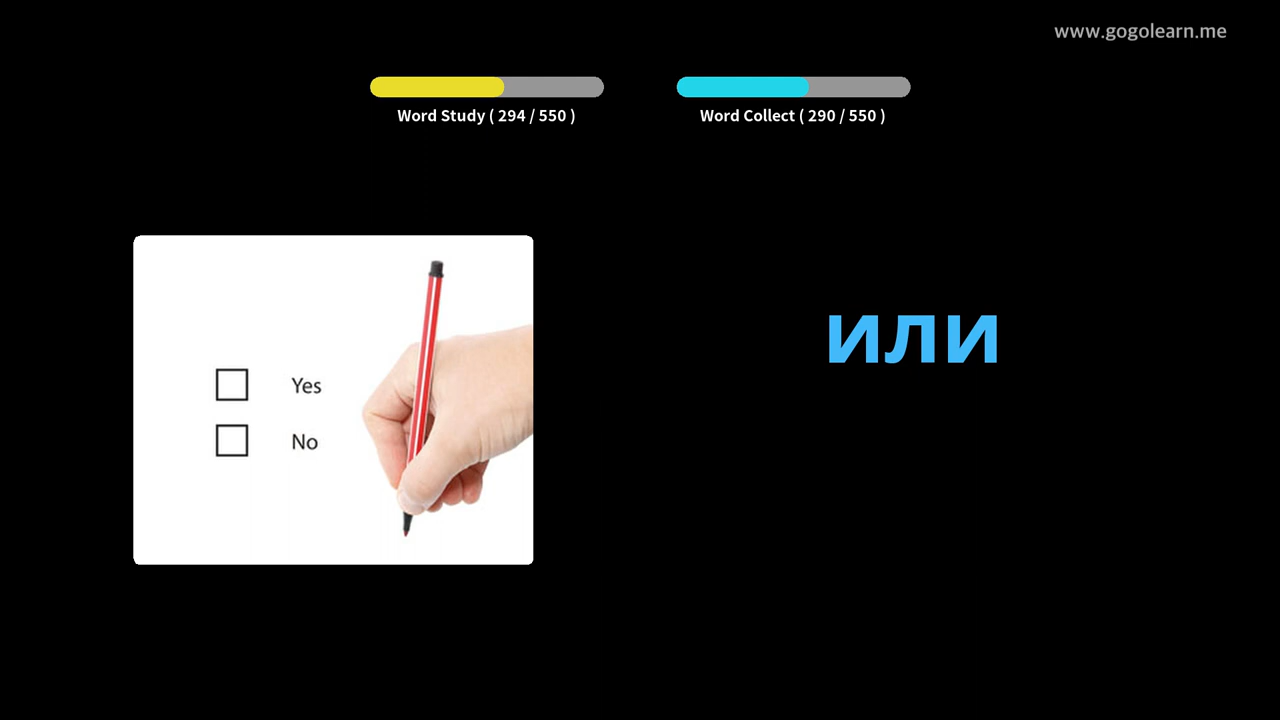 www.gogolearn.me
Word Study ( 294 / 550 )
Word Collect ( 290 / 550 )
Yes
No
или